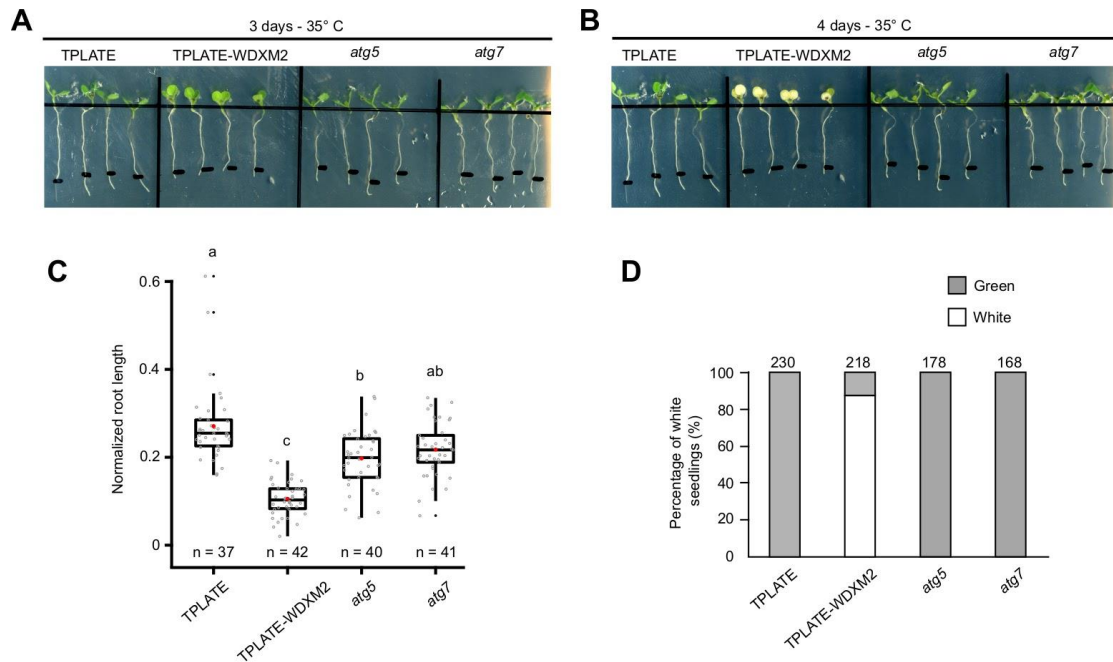 A
3 days - 35° C
TPLATE TPLATE-WDXM2 atg5 atg7
B
4 days - 35° C
TPLATE TPLATE-WDXM2 atg5 atg7
C
Normalized root length
0.6
0.4
0.2
0
a
c
b
ab
n = 37 n = 42 n = 40 n = 41
TPLATE
TPLATE-WDXM2
atg5
atg7
D
Green
White
Percentage of white
seedlings (%)
100
80
60
40
20
0
230 218 178 168
TPLATE
TPLATE-WDXM2
atg5
atg7